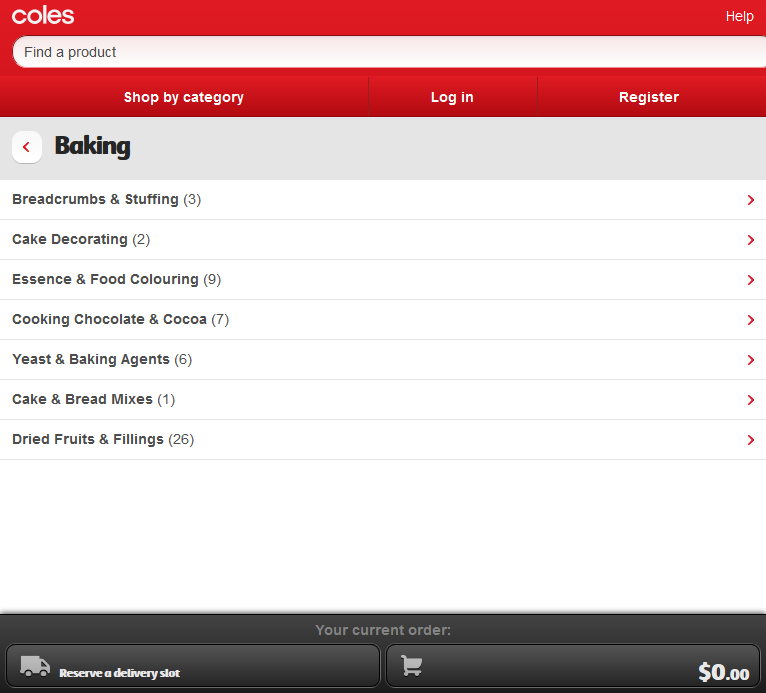 coles
Help
Find a product
Shop by category
Log in
Register
Baking
Breadcrumbs & Stuffing (3)
Cake Decorating (2)
Essence & Food Colouring (9)
Cooking Chocolate & Cocoa (7)
Yeast & Baking Agents (6)
Cake & Bread Mixes (1)
Dried Fruits & Fillings (26)
Your current order:
Reserve a delivery slot
$0.00